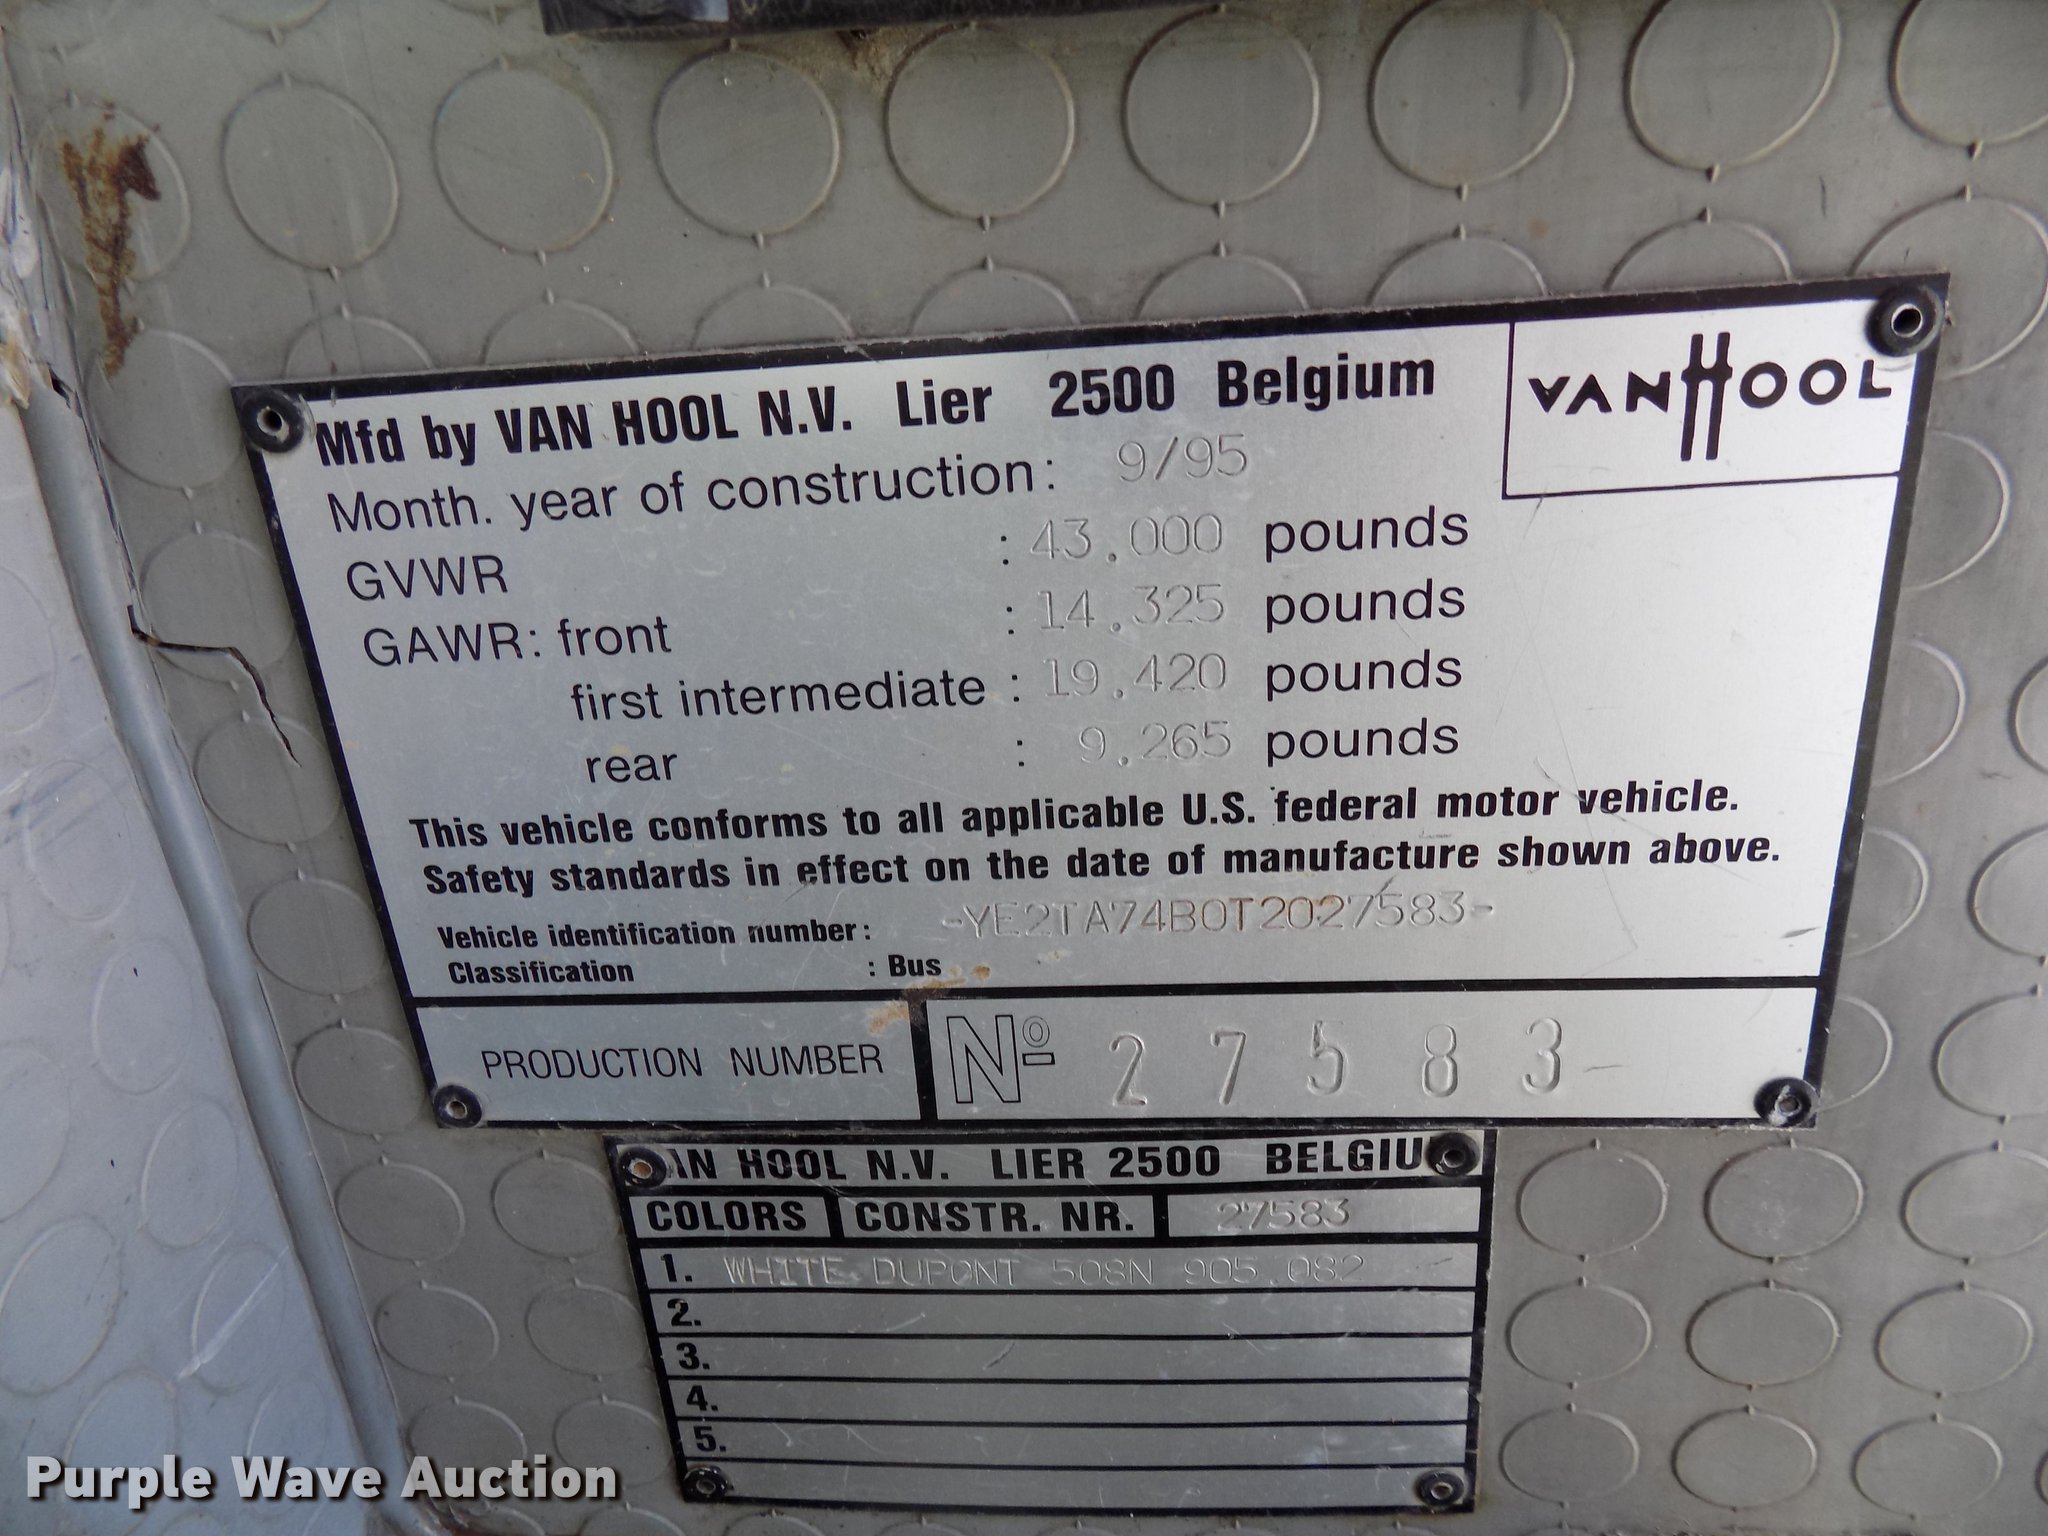 Mfd by VAN HOOL N.V. Lier 2500 Belgium
VAN HOOL
Month. year of construction: 9/95
GVWR : 43.000 pounds
GAWR: front : 14.325 pounds
first intermediate : 19.420 pounds
rear : 9.265 pounds
This vehicle conforms to all applicable U.S. federal motor vehicle.
Safety standards in effect on the date of manufacture shown above.
Vehicle identification number: -YE2TA74B0T2027583-
Classification : Bus
PRODUCTION NUMBER Nº 27583-
AN HOOL N.V. LIER 2500 BELGIU
COLORS CONSTR. NR. 27583
1. WHITE DUPONT 508N 905.082
2.
3.
4.
5.
Purple Wave Auction